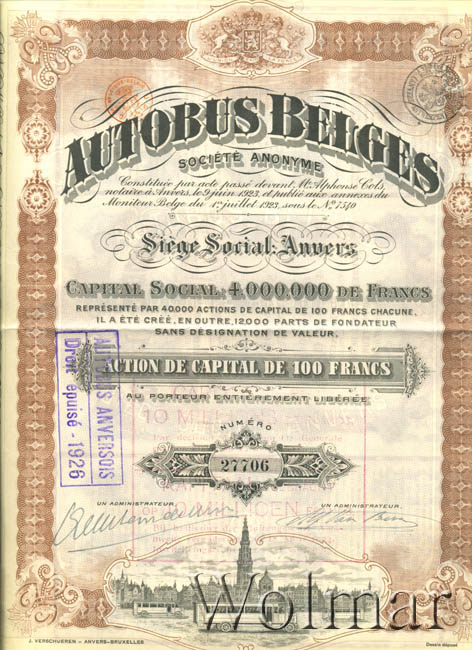 AUTOBUS BELGES
SOCIÉTÉ ANONYME
Constituée par acte passé devant Me Alphonse Cols,
notaire à Anvers, le 9 juin 1923, et publié aux annexes du
Moniteur Belge du 1er juillet 1923, sous le No 7540
Siège Social: Anvers
CAPITAL SOCIAL: 4.000.000 DE FRANCS
REPRÉSENTÉ PAR 40.000 ACTIONS DE CAPITAL DE 100 FRANCS CHACUNE.
IL A ÉTÉ CRÉÉ, EN OUTRE, 12.000 PARTS DE FONDATEUR
SANS DÉSIGNATION DE VALEUR.
ACTION DE CAPITAL DE 100 FRANCS
AU PORTEUR ENTIÈREMENT LIBÉRÉE
AUTOBUS ANVERSOIS
Droit épuisé - 1926
10 MILL
NUMÉRO
27706
UN ADMINISTRATEUR,
UN ADMINISTRATEUR,
Wolmar
J. VERSCHUEREN - ANVERS-BRUXELLES
Dessin déposé